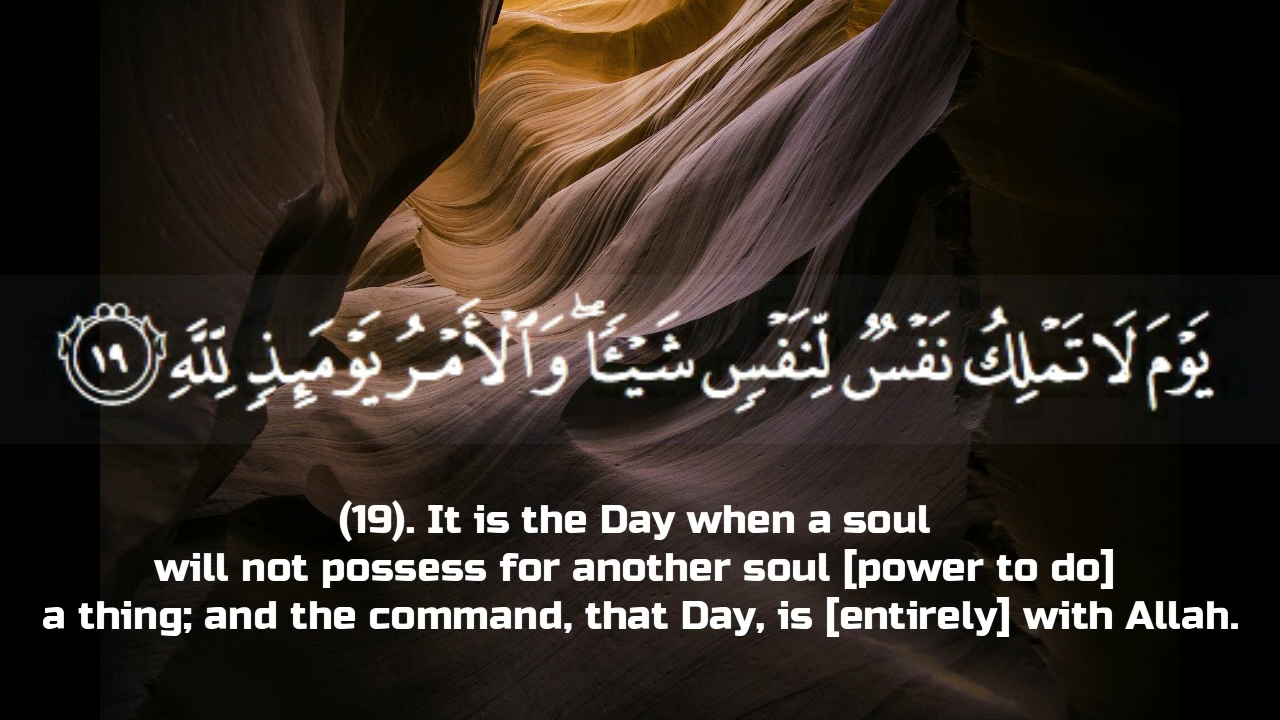 يَوْمَ لَا تَمْلِكُ نَفْسٌ لِّنَفْسٍ شَيْـًٔا ۖ وَٱلْأَمْرُ يَوْمَئِذٍ لِّلَّهِ ١٩
(19). It is the Day when a soul
will not possess for another soul [power to do]
a thing; and the command, that Day, is [entirely] with Allah.